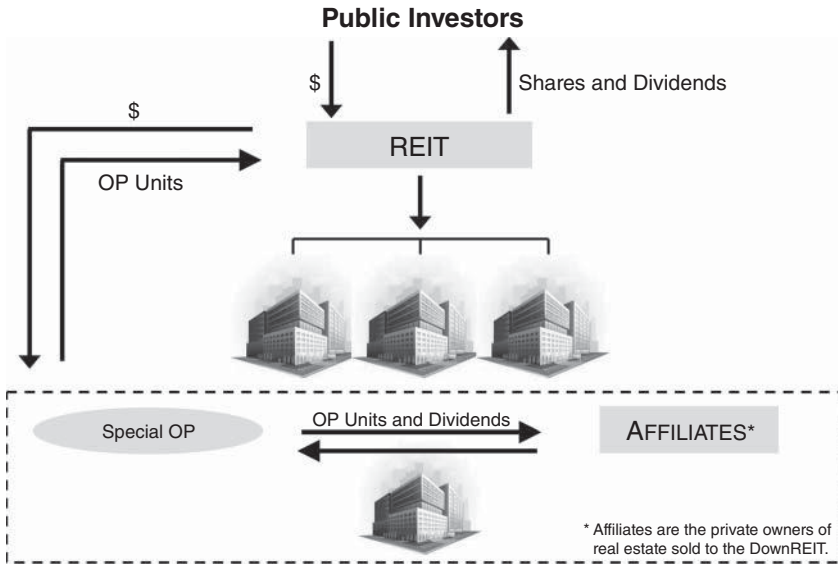 Public Investors
$
Shares and Dividends
$
REIT
OP Units
Special OP
OP Units and Dividends
AFFILIATES*
* Affiliates are the private owners of
real estate sold to the DownREIT.